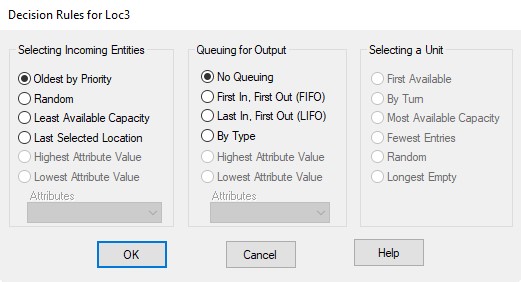 Decision Rules for Loc3
Selecting Incoming Entities
Oldest by Priority
Random
Least Available Capacity
Last Selected Location
Highest Attribute Value
Lowest Attribute Value
Attributes
Queuing for Output
No Queuing
First In, First Out (FIFO)
Last In, First Out (LIFO)
By Type
Highest Attribute Value
Lowest Attribute Value
Attributes
Selecting a Unit
First Available
By Turn
Most Available Capacity
Fewest Entries
Random
Longest Empty
OK
Cancel
Help